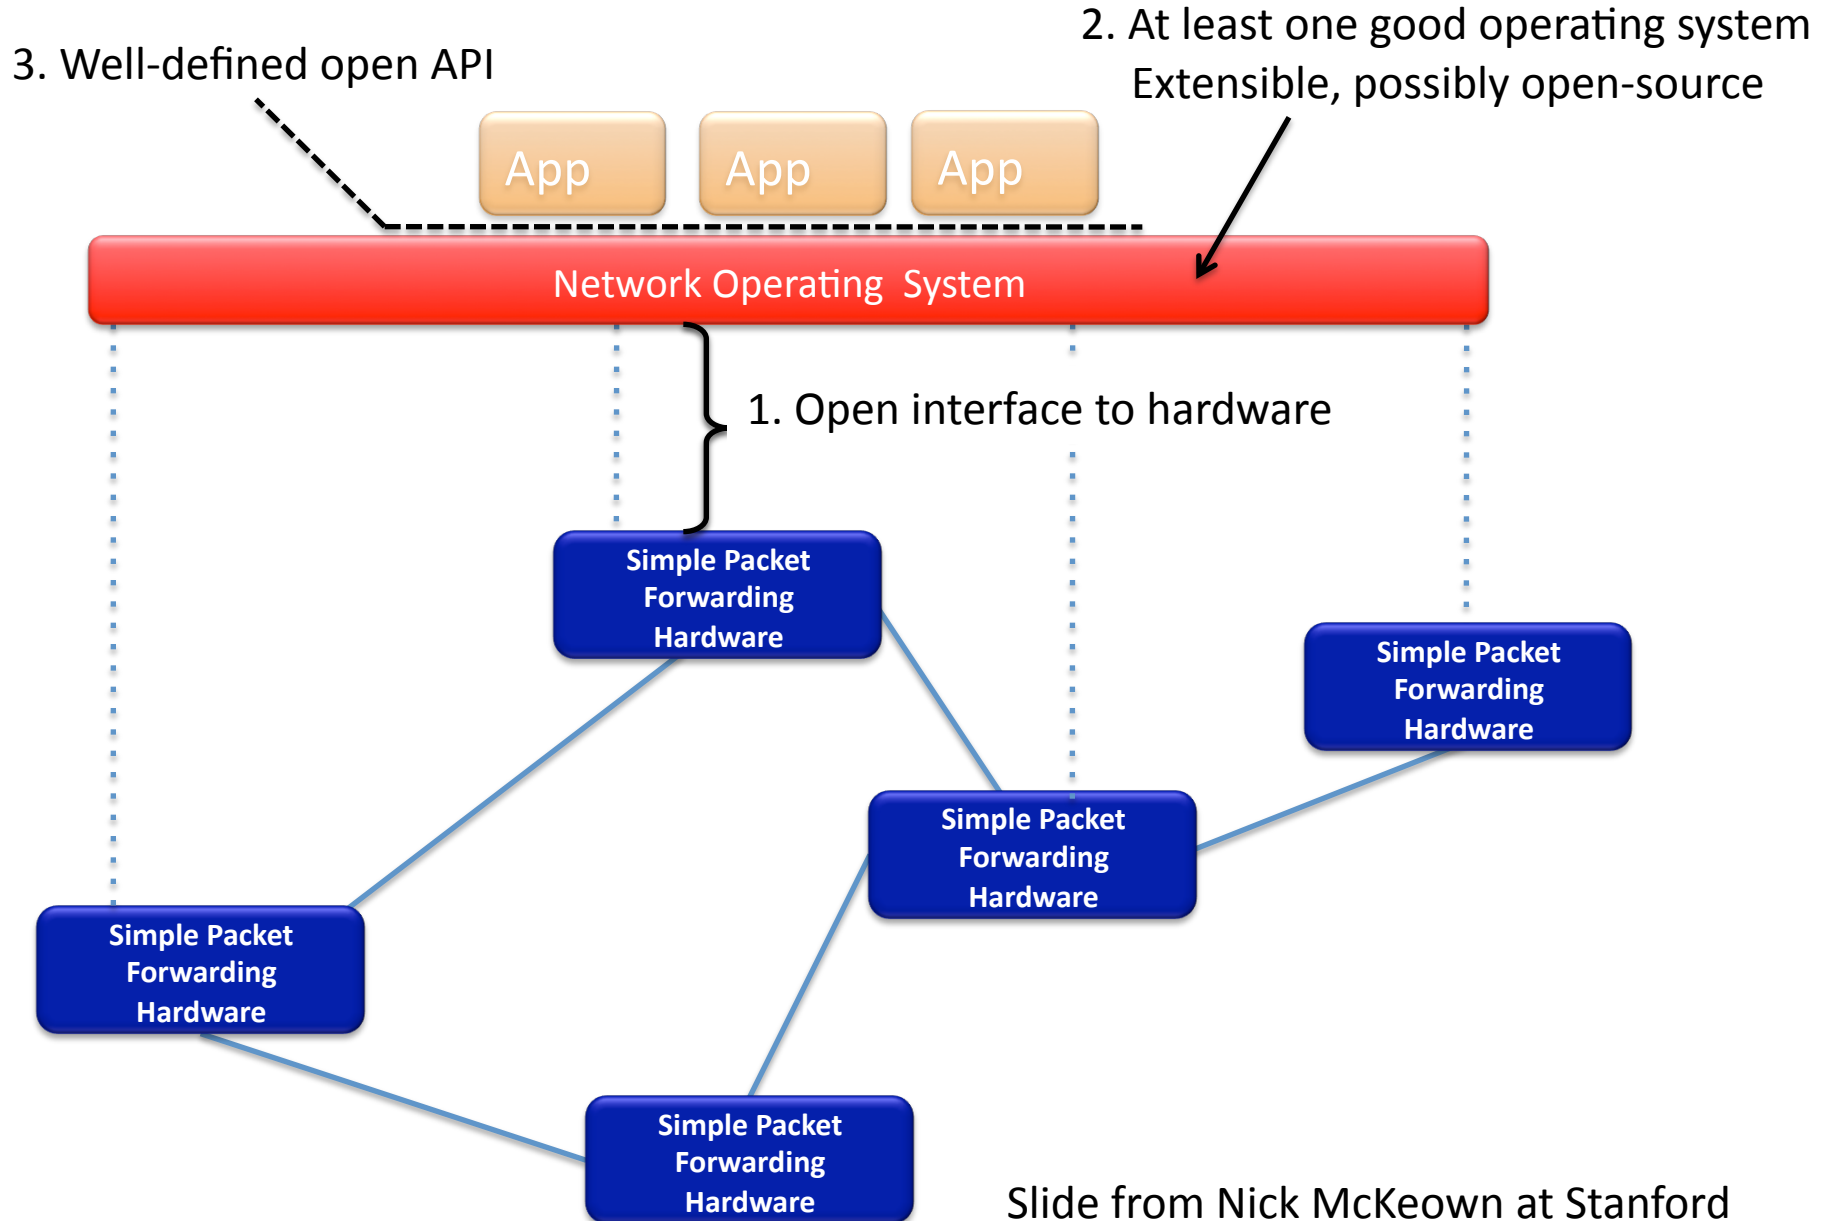 3. Well-defined open API
2. At least one good operating system
Extensible, possibly open-source
App
App
App
Network Operating System
1. Open interface to hardware
Simple Packet
Forwarding
Hardware
Simple Packet
Forwarding
Hardware
Simple Packet
Forwarding
Hardware
Simple Packet
Forwarding
Hardware
Simple Packet
Forwarding
Hardware
Slide from Nick McKeown at Stanford